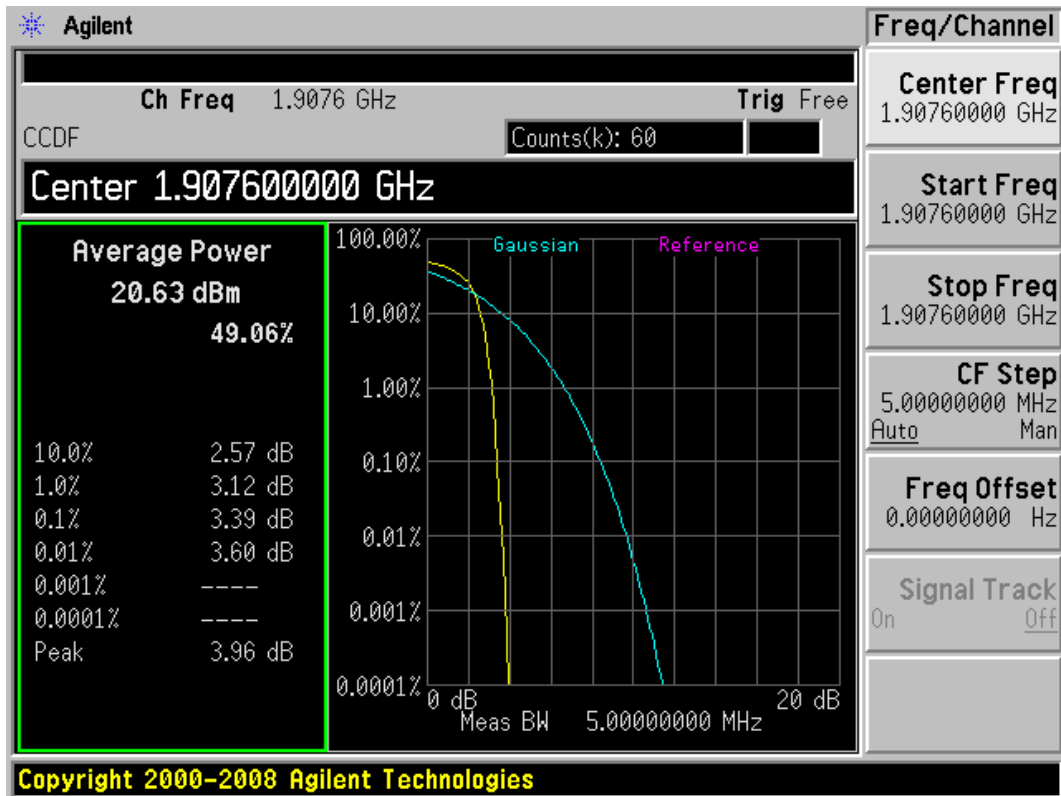 Agilent
Freq/Channel
Ch Freq 1.9076 GHz Trig Free
CCDF Counts(k): 60
Center 1.907600000 GHz
Average Power
20.63 dBm
49.06%
10.0% 2.57 dB
1.0% 3.12 dB
0.1% 3.39 dB
0.01% 3.60 dB
0.001% ----
0.0001% ----
Peak 3.96 dB
Gaussian Reference
100.00%
10.00%
1.00%
0.10%
0.01%
0.001%
0.0001%
0 dB 20 dB
Meas BW 5.00000000 MHz
Center Freq
1.90760000 GHz
Start Freq
1.90760000 GHz
Stop Freq
1.90760000 GHz
CF Step
5.00000000 MHz
Auto Man
Freq Offset
0.00000000 Hz
Signal Track
On Off
Copyright 2000-2008 Agilent Technologies